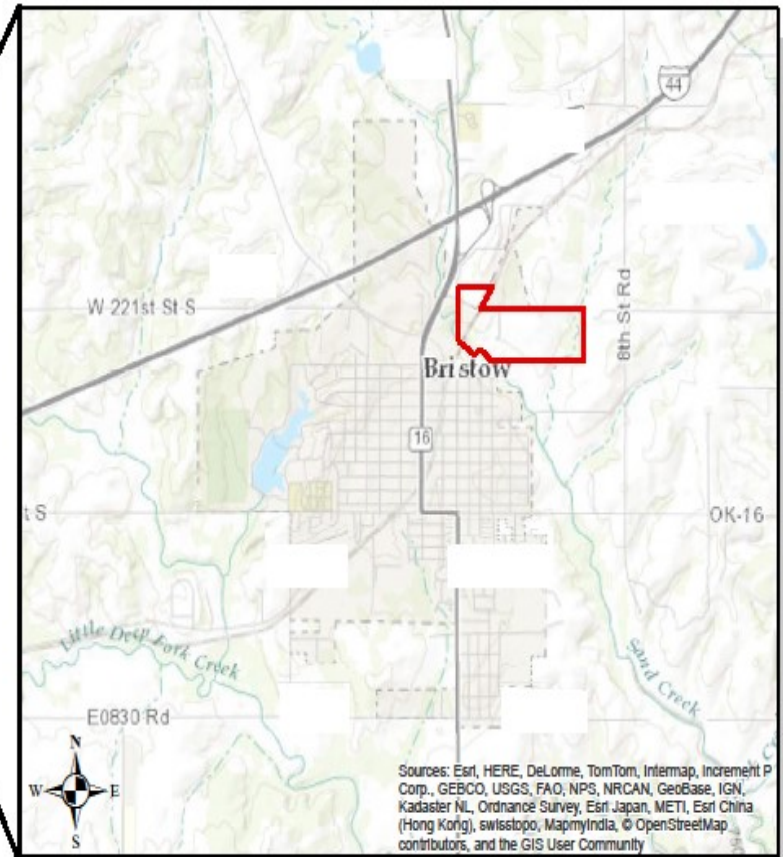 44
W 221st St S
8th St Rd
Bristow
16
t S
OK-16
Little Deep Fork Creek
Sand Creek
E0830 Rd
N
W E
S
Sources: Esri, HERE, DeLorme, TomTom, Intermap, Increment P
Corp., GEBCO, USGS, FAO, NPS, NRCAN, GeoBase, IGN,
Kadaster NL, Ordnance Survey, Esri Japan, METI, Esri China
(Hong Kong), swisstopo, MapmyIndia, © OpenStreetMap
contributors, and the GIS User Community